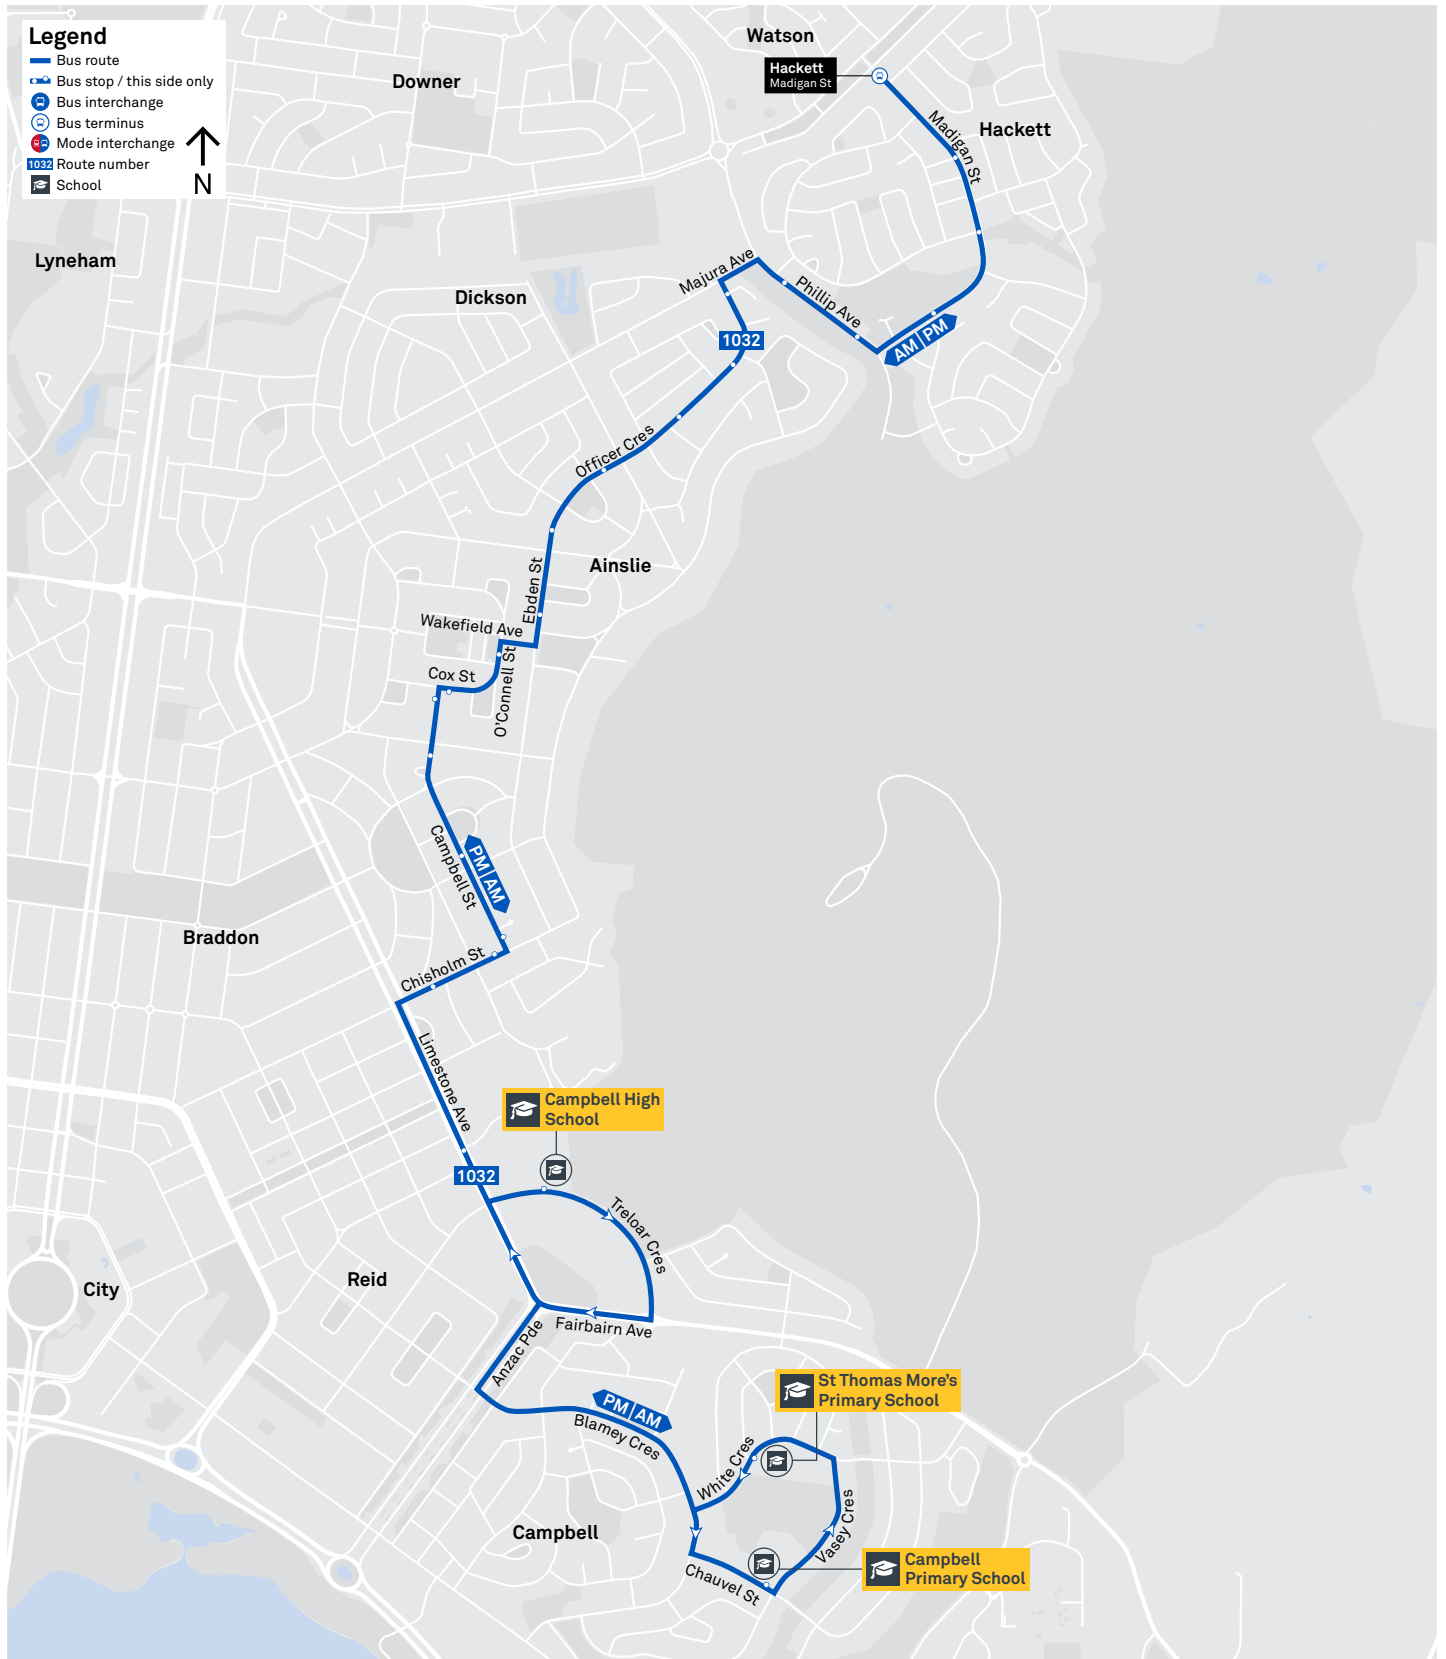 Legend
Bus route
Bus stop / this side only
Bus interchange
Bus terminus
Mode interchange
1032 Route number
School
N
Watson
Hackett
Madigan St
Downer
Madigan St
Hackett
Lyneham
Majura Ave
Dickson
Phillip Ave
1032
AM | PM
Officer Cres
Ainslie
Ebden St
Wakefield Ave
O'Connell St
Cox St
Campbell St
PM | AM
Braddon
Chisholm St
Limestone Ave
Campbell High
School
1032
Treloar Cres
Reid
City
Fairbairn Ave
Anzac Pde
St Thomas More's
Primary School
PM | AM
Blamey Cres
White Cres
Vasey Cres
Campbell
Chauvel St
Campbell
Primary School